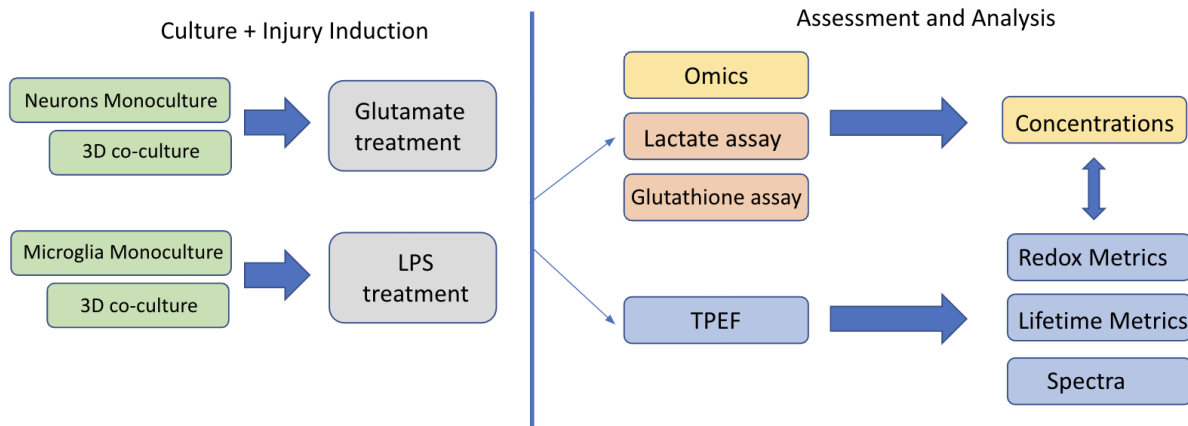 Culture + Injury Induction
Neurons Monoculture
3D co-culture
Glutamate
treatment
Microglia Monoculture
3D co-culture
LPS
treatment
Assessment and Analysis
Omics
Lactate assay
Glutathione assay
Concentrations
TPEF
Redox Metrics
Lifetime Metrics
Spectra